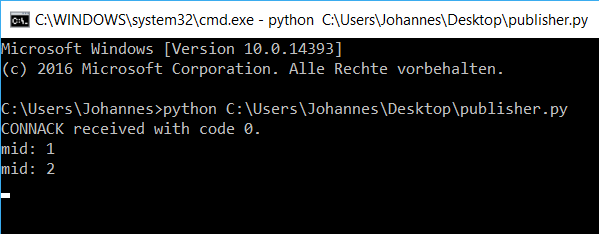 C:\WINDOWS\system32\cmd.exe - python  C:\Users\Johannes\Desktop\publisher.py
Microsoft Windows [Version 10.0.14393]
(c) 2016 Microsoft Corporation. Alle Rechte vorbehalten.
C:\Users\Johannes>python C:\Users\Johannes\Desktop\publisher.py
CONNACK received with code 0.
mid: 1
mid: 2